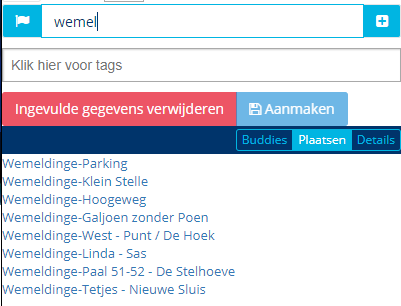 wemel
Klik hier voor tags
Ingevulde gegevens verwijderen Aanmaken
Buddies Plaatsen Details
Wemeldinge-Parking
Wemeldinge-Klein Stelle
Wemeldinge-Hoogeweg
Wemeldinge-Galjoen zonder Poen
Wemeldinge-West - Punt / De Hoek
Wemeldinge-Linda - Sas
Wemeldinge-Paal 51-52 - De Stelhoeve
Wemeldinge-Tetjes - Nieuwe Sluis